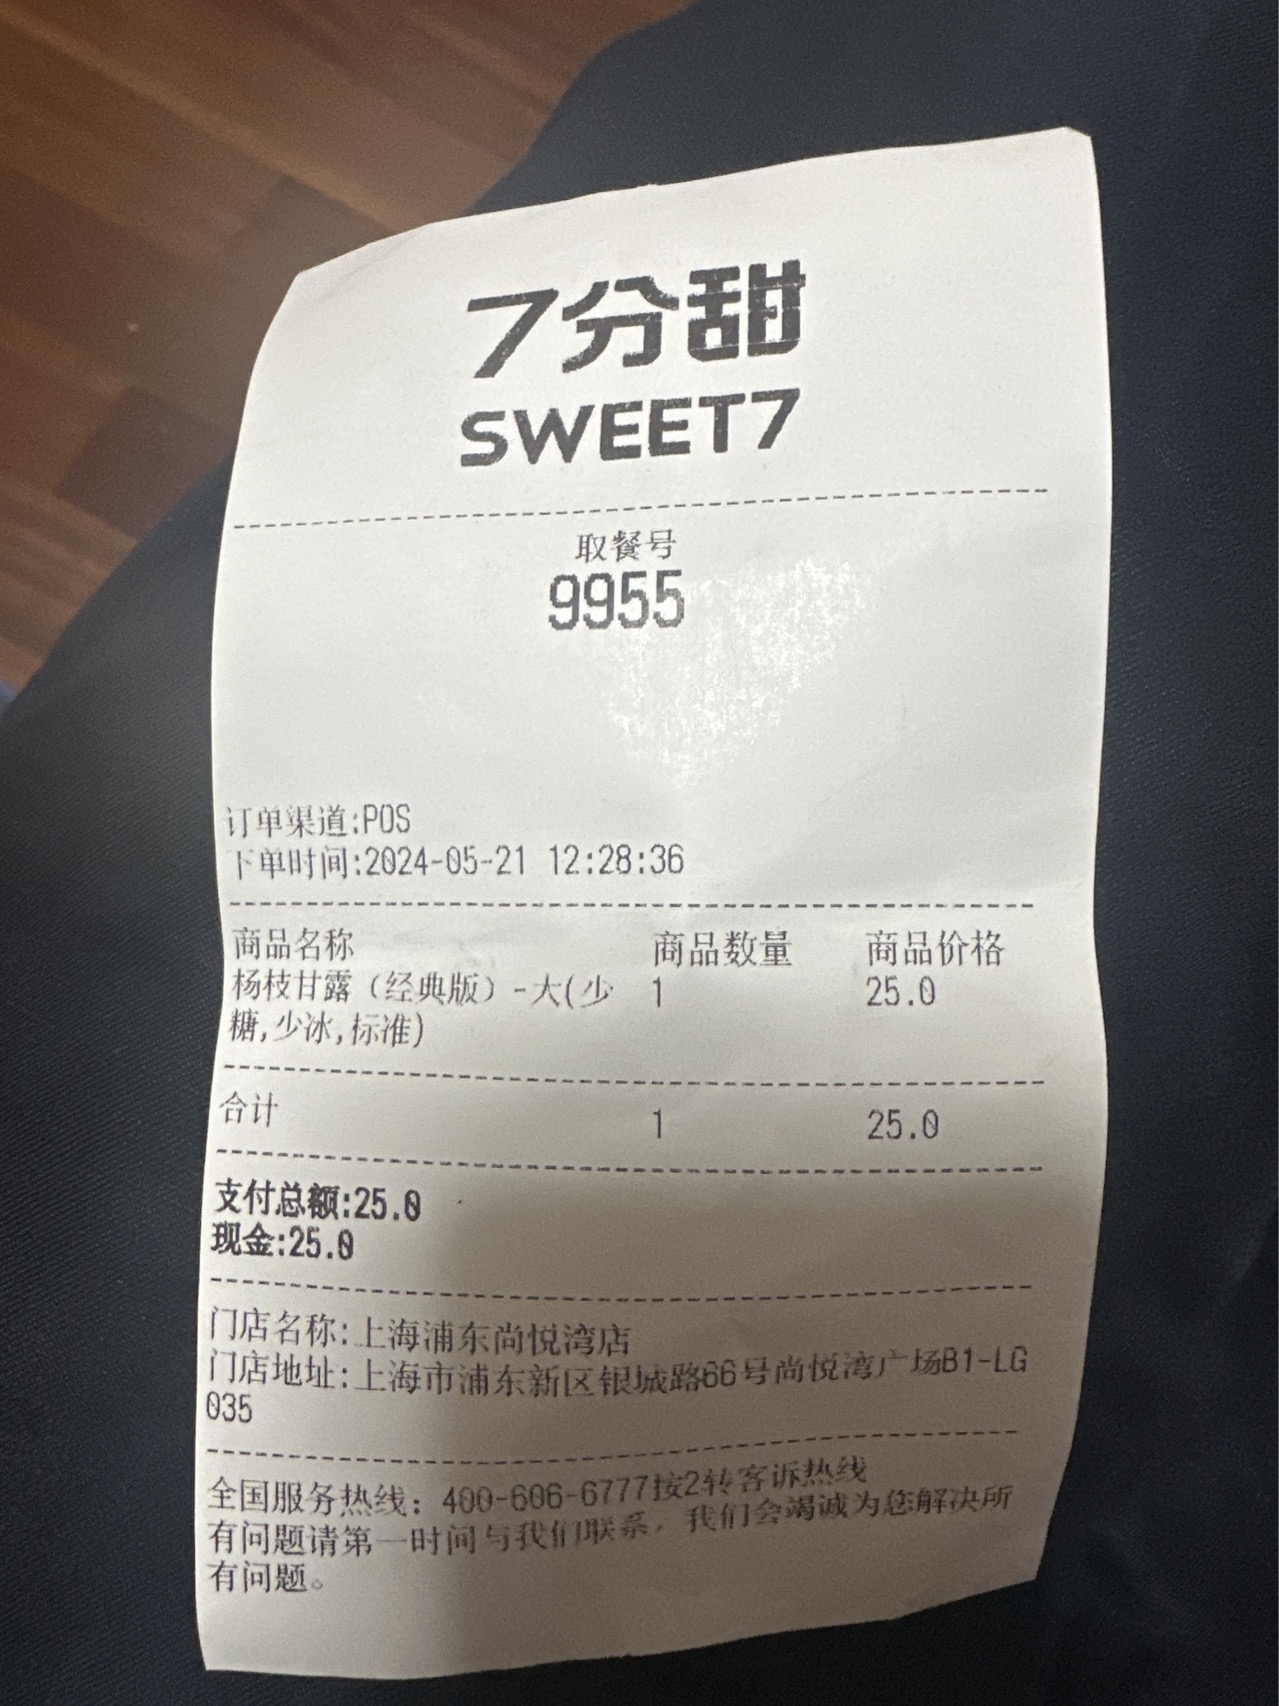 7分甜
SWEET7
取餐号
9955
订单渠道:POS
下单时间:2024-05-21 12:28:36
商品名称 商品数量 商品价格
杨枝甘露（经典版）-大(少 1 25.0
糖,少冰,标准)
合计 1 25.0
支付总额:25.0
现金:25.0
门店名称:上海浦东尚悦湾店
门店地址:上海市浦东新区银城路66号尚悦湾广场B1-LG
035
全国服务热线：400-606-6777按2转客诉热线
有问题请第一时间与我们联系，我们会竭诚为您解决所
有问题。